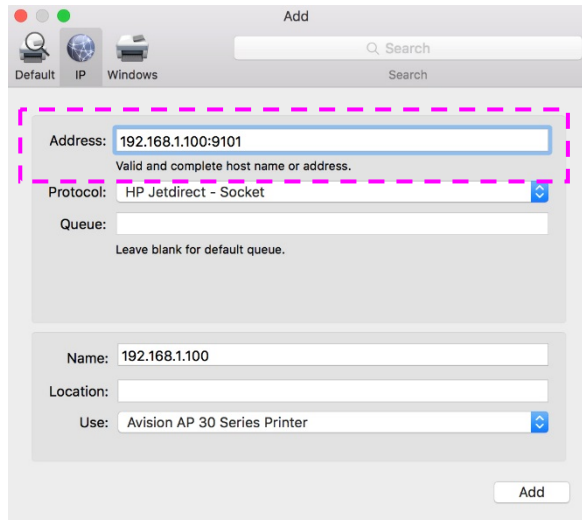 Add
Search
Default IP Windows Search
Address: 192.168.1.100:9101
Valid and complete host name or address.
Protocol: HP Jetdirect - Socket
Queue:
Leave blank for default queue.
Name: 192.168.1.100
Location:
Use: Avision AP 30 Series Printer
Add